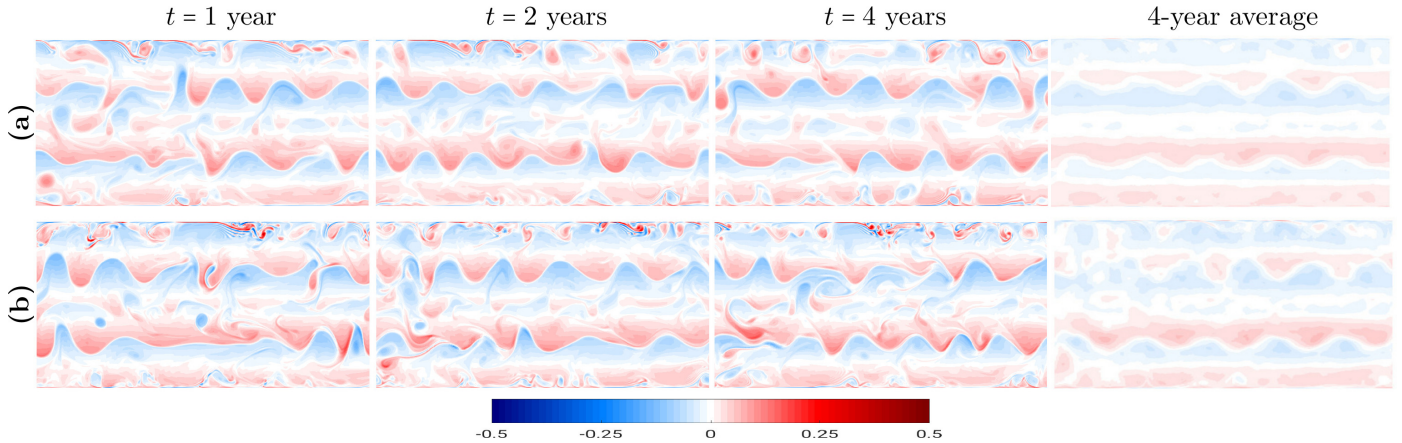 t = 1 year t = 2 years t = 4 years 4-year average
(a)
(b)
-0.5 -0.25 0 0.25 0.5